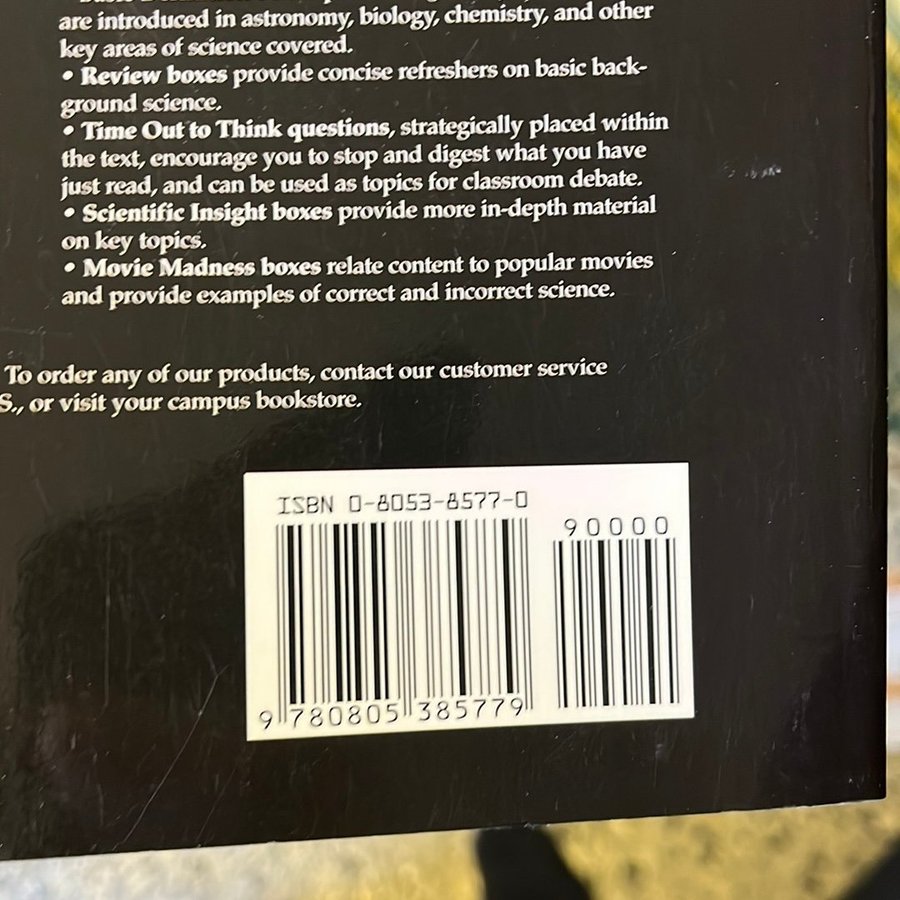 are introduced in astronomy, biology, chemistry, and other
key areas of science covered.
• Review boxes provide concise refreshers on basic back-
ground science.
• Time Out to Think questions, strategically placed within
the text, encourage you to stop and digest what you have
just read, and can be used as topics for classroom debate.
• Scientific Insight boxes provide more in-depth material
on key topics.
• Movie Madness boxes relate content to popular movies
and provide examples of correct and incorrect science.
To order any of our products, contact our customer service
S., or visit your campus bookstore.
ISBN 0-8053-8577-0
90000
9 780805 385779